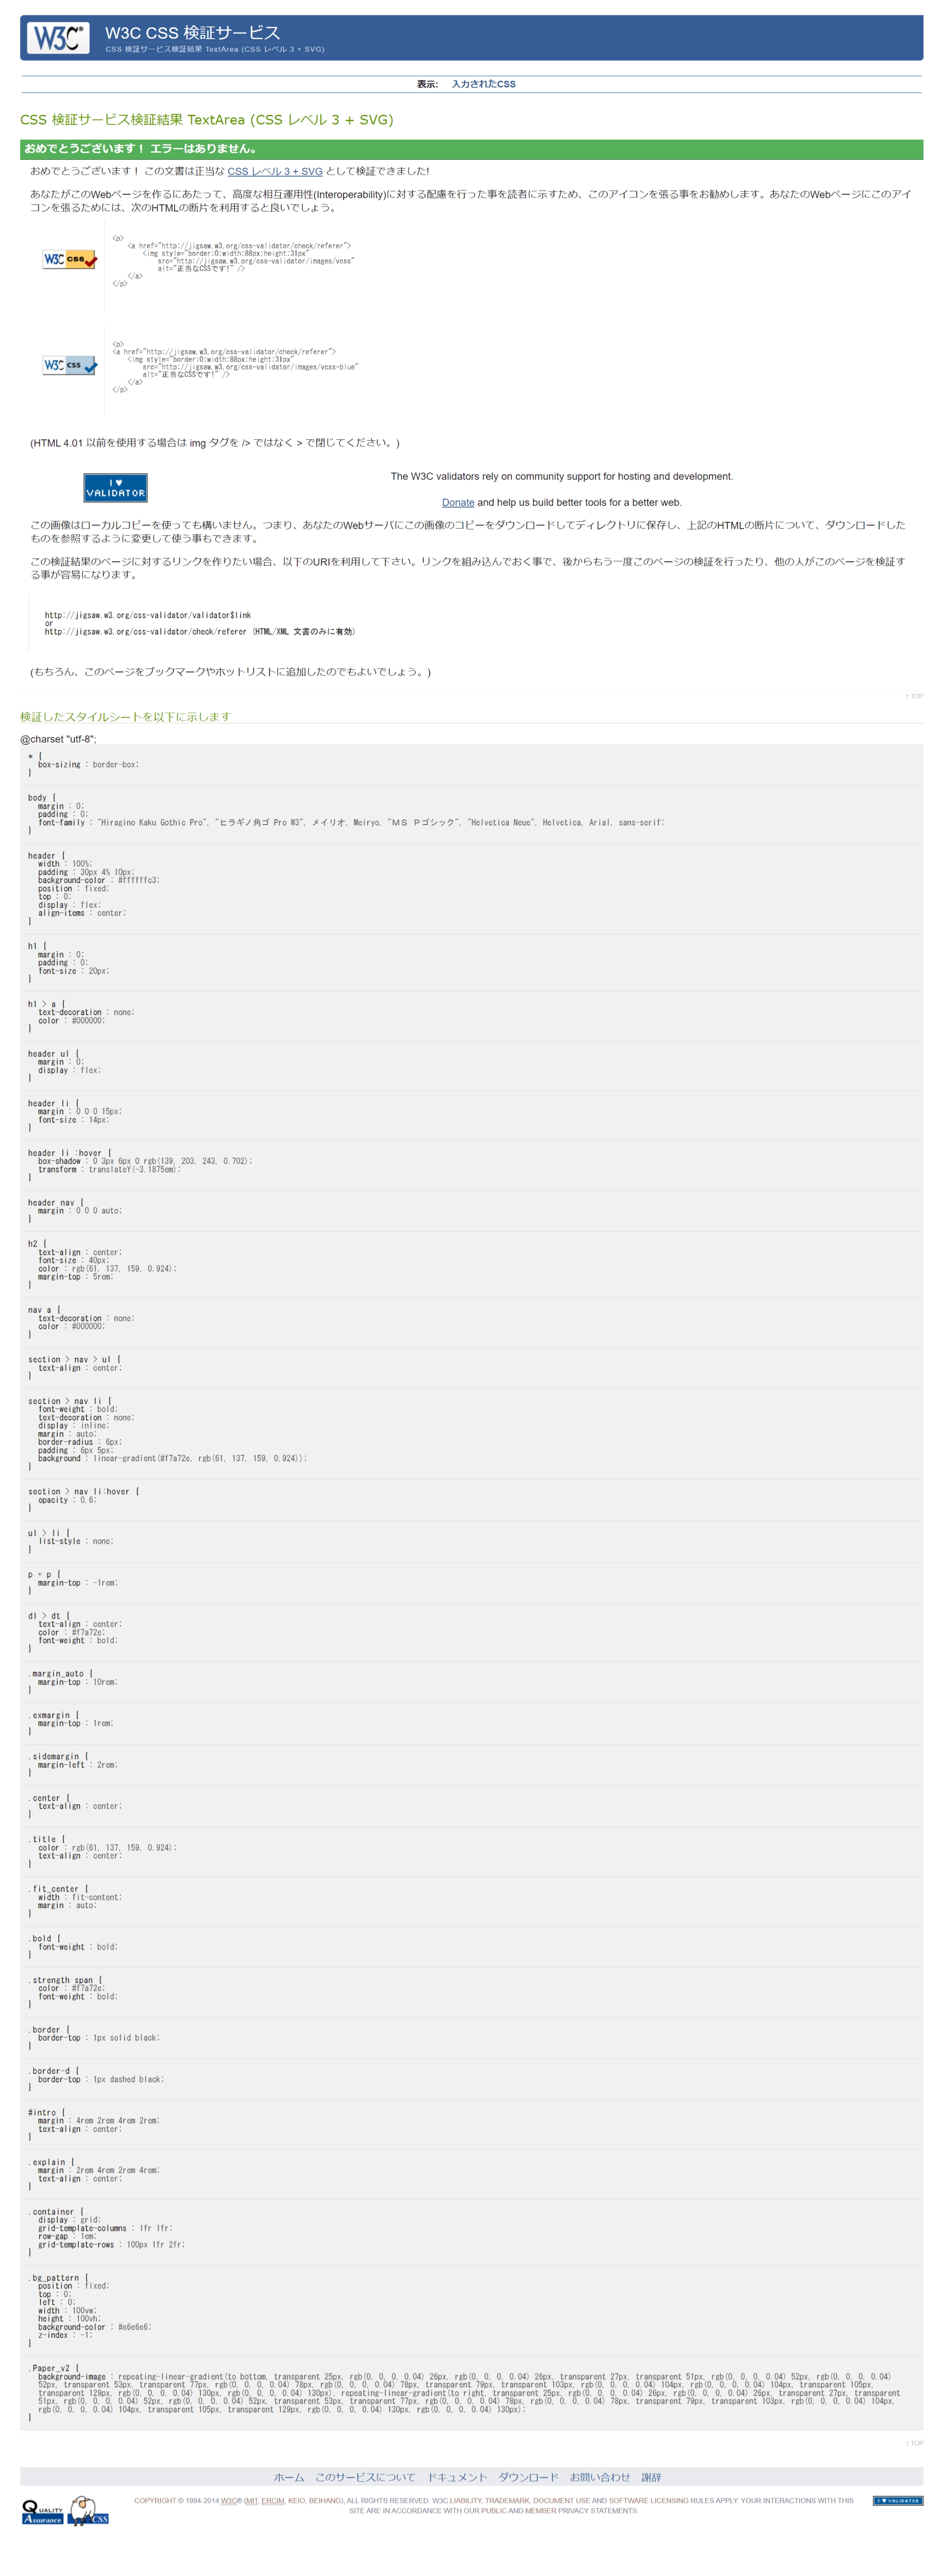 W3C®
W3C CSS 検証サービス
CSS 検証サービス検証結果 TextArea (CSS レベル 3 + SVG)
表示: 入力されたCSS
CSS 検証サービス検証結果 TextArea (CSS レベル 3 + SVG)
おめでとうございます！ エラーはありません。
おめでとうございます！ この文書は正当な CSS レベル 3 + SVG として検証できました!
あなたがこのWebページを作るにあたって、高度な相互運用性(Interoperability)に対する配慮を行った事を読者に示すため、このアイコンを張る事をお勧めします。あなたのWebページにこのアイ
コンを張るためには、次のHTMLの断片を利用すると良いでしょう。
W3C css
<p>
<a href="http://jigsaw.w3.org/css-validator/check/referer">
<img style="border:0;width:88px;height:31px"
src="http://jigsaw.w3.org/css-validator/images/vcss"
alt="正当なCSSです!" />
</a>
</p>
W3C css
<p>
<a href="http://jigsaw.w3.org/css-validator/check/referer">
<img style="border:0;width:88px;height:31px"
src="http://jigsaw.w3.org/css-validator/images/vcss-blue"
alt="正当なCSSです!" />
</a>
</p>
(HTML 4.01 以前を使用する場合は img タグを /> ではなく > で閉じてください。)
I ♥
VALIDATOR
The W3C validators rely on community support for hosting and development.
Donate and help us build better tools for a better web.
この画像はローカルコピーを使っても構いません。つまり、あなたのWebサーバにこの画像のコピーをダウンロードしてディレクトリに保存し、上記のHTMLの断片について、ダウンロードした
ものを参照するように変更して使う事もできます。
この検証結果のページに対するリンクを作りたい場合、以下のURIを利用して下さい。リンクを組み込んでおく事で、後からもう一度このページの検証を行ったり、他の人がこのページを検証す
る事が容易になります。
http://jigsaw.w3.org/css-validator/validator$link
or
http://jigsaw.w3.org/css-validator/check/referer (HTML/XML 文書のみに有効)
(もちろん、このページをブックマークやホットリストに追加したのでもよいでしょう。)
↑ TOP
検証したスタイルシートを以下に示します
@charset "utf-8";
* {
box-sizing : border-box;
}
body {
margin : 0;
padding : 0;
font-family : "Hiragino Kaku Gothic Pro", "ヒラギノ角ゴ Pro W3", メイリオ, Meiryo, "ＭＳ Ｐゴシック", "Helvetica Neue", Helvetica, Arial, sans-serif;
}
header {
width : 100%;
padding : 30px 4% 10px;
background-color : #ffffffc3;
position : fixed;
top : 0;
display : flex;
align-items : center;
}
h1 {
margin : 0;
padding : 0;
font-size : 20px;
}
h1 > a {
text-decoration : none;
color : #000000;
}
header ul {
margin : 0;
display : flex;
}
header li {
margin : 0 0 0 15px;
font-size : 14px;
}
header li :hover {
box-shadow : 0 3px 6px 0 rgb(139, 203, 243, 0.702);
transform : translateY(-3.1875em);
}
header nav {
margin : 0 0 0 auto;
}
h2 {
text-align : center;
font-size : 40px;
color : rgb(61, 137, 159, 0.924);
margin-top : 5rem;
}
nav a {
text-decoration : none;
color : #000000;
}
section > nav > ul {
text-align : center;
}
section > nav li {
font-weight : bold;
text-decoration : none;
display : inline;
margin : auto;
border-radius : 6px;
padding : 6px 5px;
background : linear-gradient(#f7a72e, rgb(61, 137, 159, 0.924));
}
section > nav li:hover {
opacity : 0.6;
}
ul > li {
list-style : none;
}
p + p {
margin-top : -1rem;
}
dl > dt {
text-align : center;
color : #f7a72e;
font-weight : bold;
}
.margin_auto {
margin-top : 10rem;
}
.exmargin {
margin-top : 1rem;
}
.sidemargin {
margin-left : 2rem;
}
.center {
text-align : center;
}
.title {
color : rgb(61, 137, 159, 0.924);
text-align : center;
}
.fit_center {
width : fit-content;
margin : auto;
}
.bold {
font-weight : bold;
}
.strength span {
color : #f7a72e;
font-weight : bold;
}
.border {
border-top : 1px solid black;
}
.border-d {
border-top : 1px dashed black;
}
#intro {
margin : 4rem 2rem 4rem 2rem;
text-align : center;
}
.explain {
margin : 2rem 4rem 2rem 4rem;
text-align : center;
}
.container {
display : grid;
grid-template-columns : 1fr 1fr;
row-gap : 1em;
grid-template-rows : 100px 1fr 2fr;
}
.bg_pattern {
position : fixed;
top : 0;
left : 0;
width : 100vw;
height : 100vh;
background-color : #e6e6e6;
z-index : -1;
}
.Paper_v2 {
background-image : repeating-linear-gradient(to bottom, transparent 25px, rgb(0, 0, 0, 0.04) 26px, rgb(0, 0, 0, 0.04) 26px, transparent 27px, transparent 51px, rgb(0, 0, 0, 0.04) 52px, rgb(0, 0, 0, 0.04)
52px, transparent 53px, transparent 77px, rgb(0, 0, 0, 0.04) 78px, rgb(0, 0, 0, 0.04) 78px, transparent 79px, transparent 103px, rgb(0, 0, 0, 0.04) 104px, rgb(0, 0, 0, 0.04) 104px, transparent 105px,
transparent 129px, rgb(0, 0, 0, 0.04) 130px, rgb(0, 0, 0, 0.04) 130px), repeating-linear-gradient(to right, transparent 25px, rgb(0, 0, 0, 0.04) 26px, rgb(0, 0, 0, 0.04) 26px, transparent 27px, transparent
51px, rgb(0, 0, 0, 0.04) 52px, rgb(0, 0, 0, 0.04) 52px, transparent 53px, transparent 77px, rgb(0, 0, 0, 0.04) 78px, rgb(0, 0, 0, 0.04) 78px, transparent 79px, transparent 103px, rgb(0, 0, 0, 0.04) 104px,
rgb(0, 0, 0, 0.04) 104px, transparent 105px, transparent 129px, rgb(0, 0, 0, 0.04) 130px, rgb(0, 0, 0, 0.04) 130px);
}
↑ TOP
ホーム このサービスについて ドキュメント ダウンロード お問い合わせ 謝辞
QUALITY
Assurance
CSS
COPYRIGHT © 1994-2014 W3C® (MIT, ERCIM, KEIO, BEIHANG), ALL RIGHTS RESERVED. W3C LIABILITY, TRADEMARK, DOCUMENT USE AND SOFTWARE LICENSING RULES APPLY. YOUR INTERACTIONS WITH THIS
SITE ARE IN ACCORDANCE WITH OUR PUBLIC AND MEMBER PRIVACY STATEMENTS.
I ♥ VALIDATOR